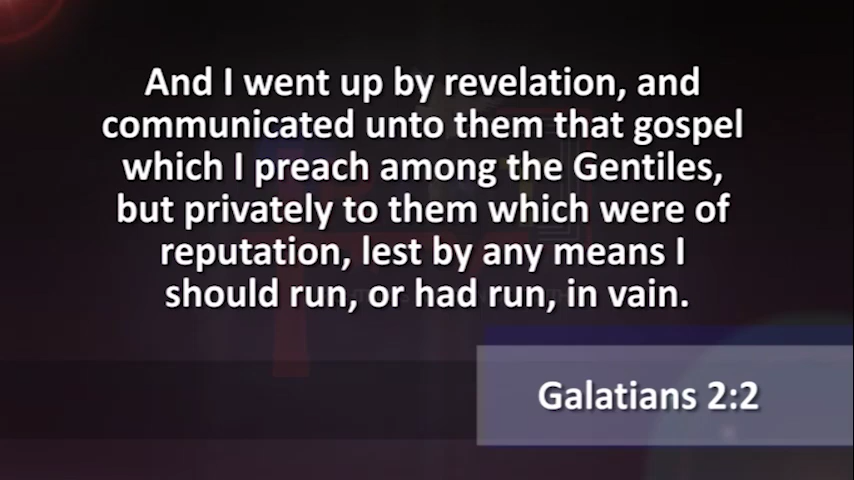 And I went up by revelation, and
communicated unto them that gospel
which I preach among the Gentiles,
but privately to them which were of
reputation, lest by any means I
should run, or had run, in vain.
Galatians 2:2